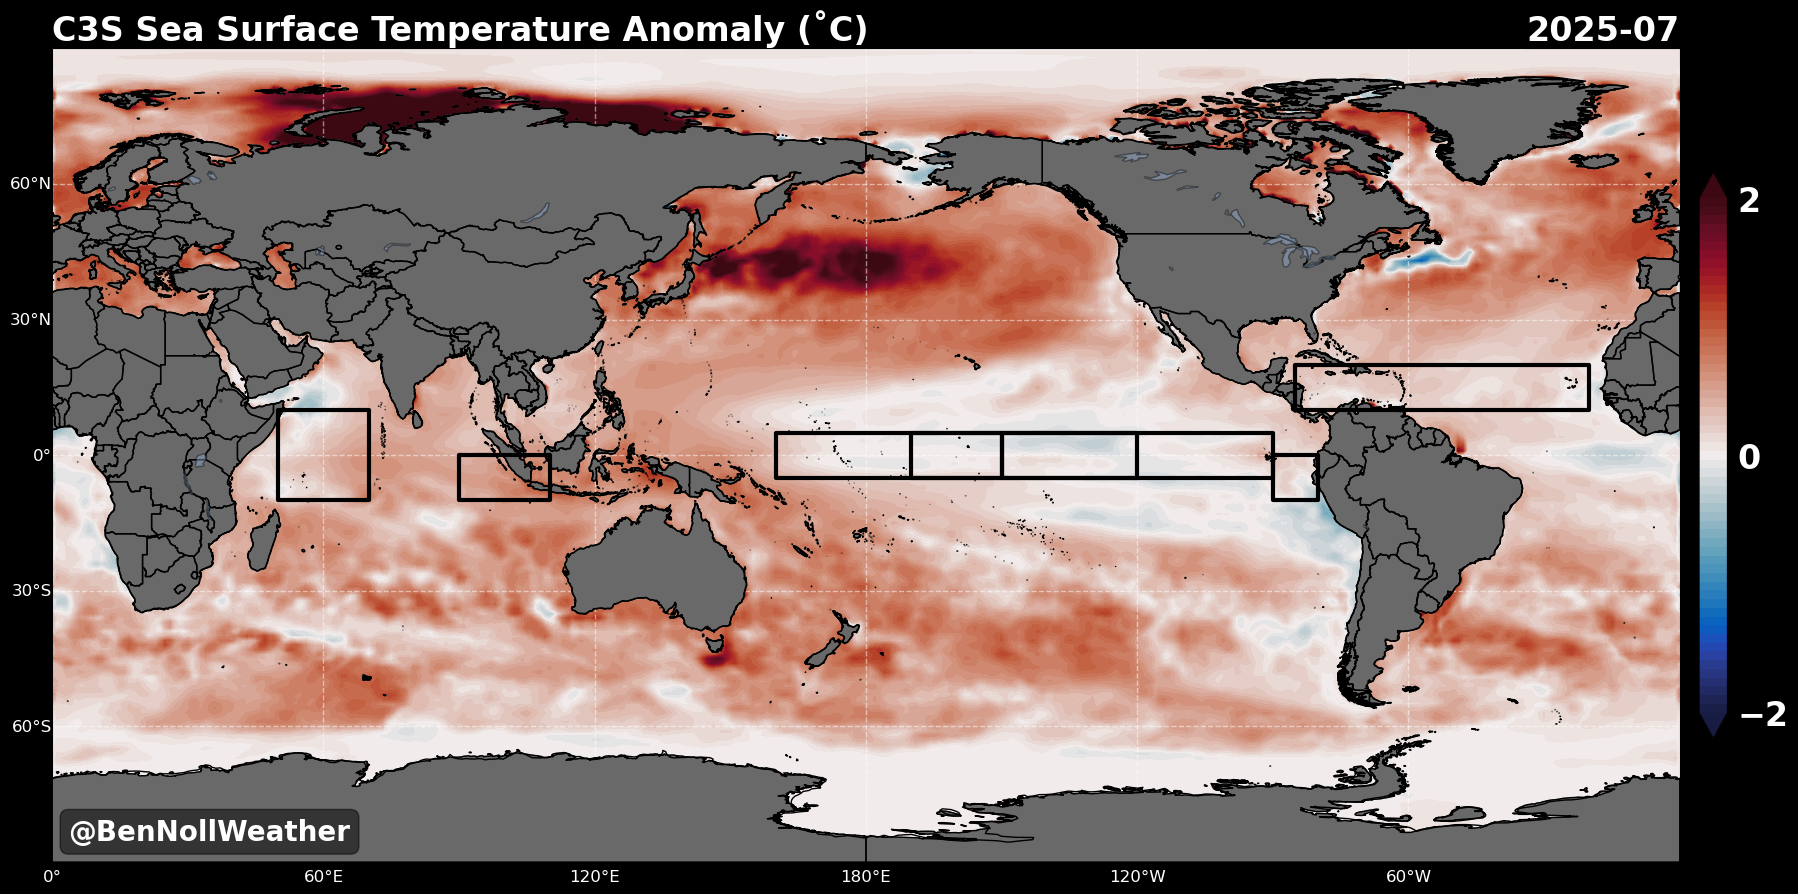 C3S Sea Surface Temperature Anomaly (˚C)
2025-07
60°N
30°N
0°
30°S
60°S
0°
60°E
120°E
180°E
120°W
60°W
2
0
−2
@BenNollWeather